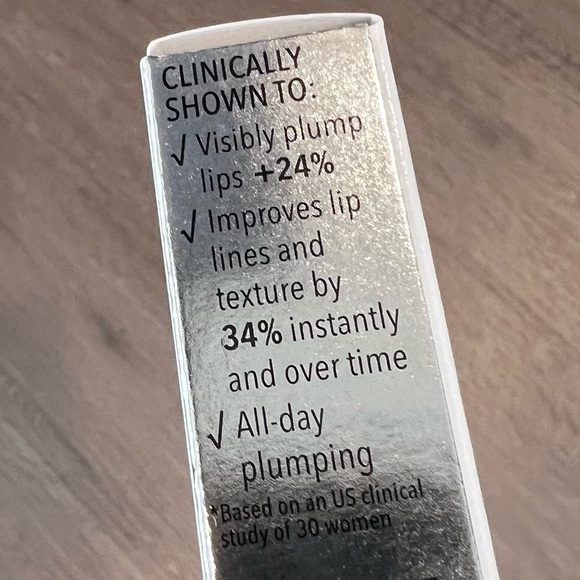 CLINICALLY
SHOWN TO:
✓ Visibly plump
lips +24%
✓ Improves lip
lines and
texture by
34% instantly
and over time
✓ All-day
plumping
*Based on an US clinical
study of 30 women